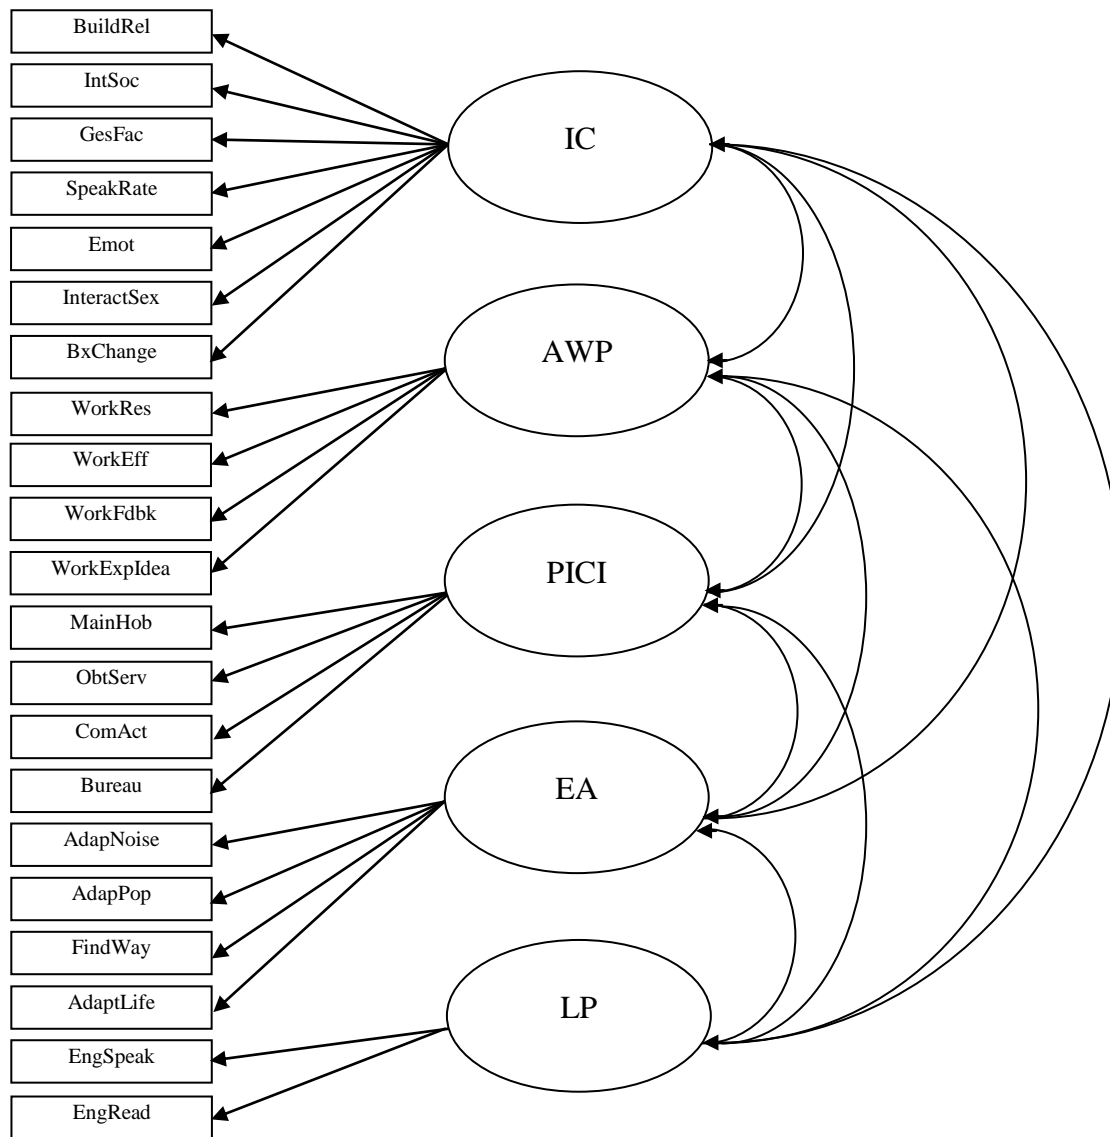 BuildRel
IntSoc
GesFac
SpeakRate
Emot
InteractSex
BxChange
WorkRes
WorkEff
WorkFdbk
WorkExpIdea
MainHob
ObtServ
ComAct
Bureau
AdapNoise
AdapPop
FindWay
AdaptLife
EngSpeak
EngRead
IC
AWP
PICI
EA
LP